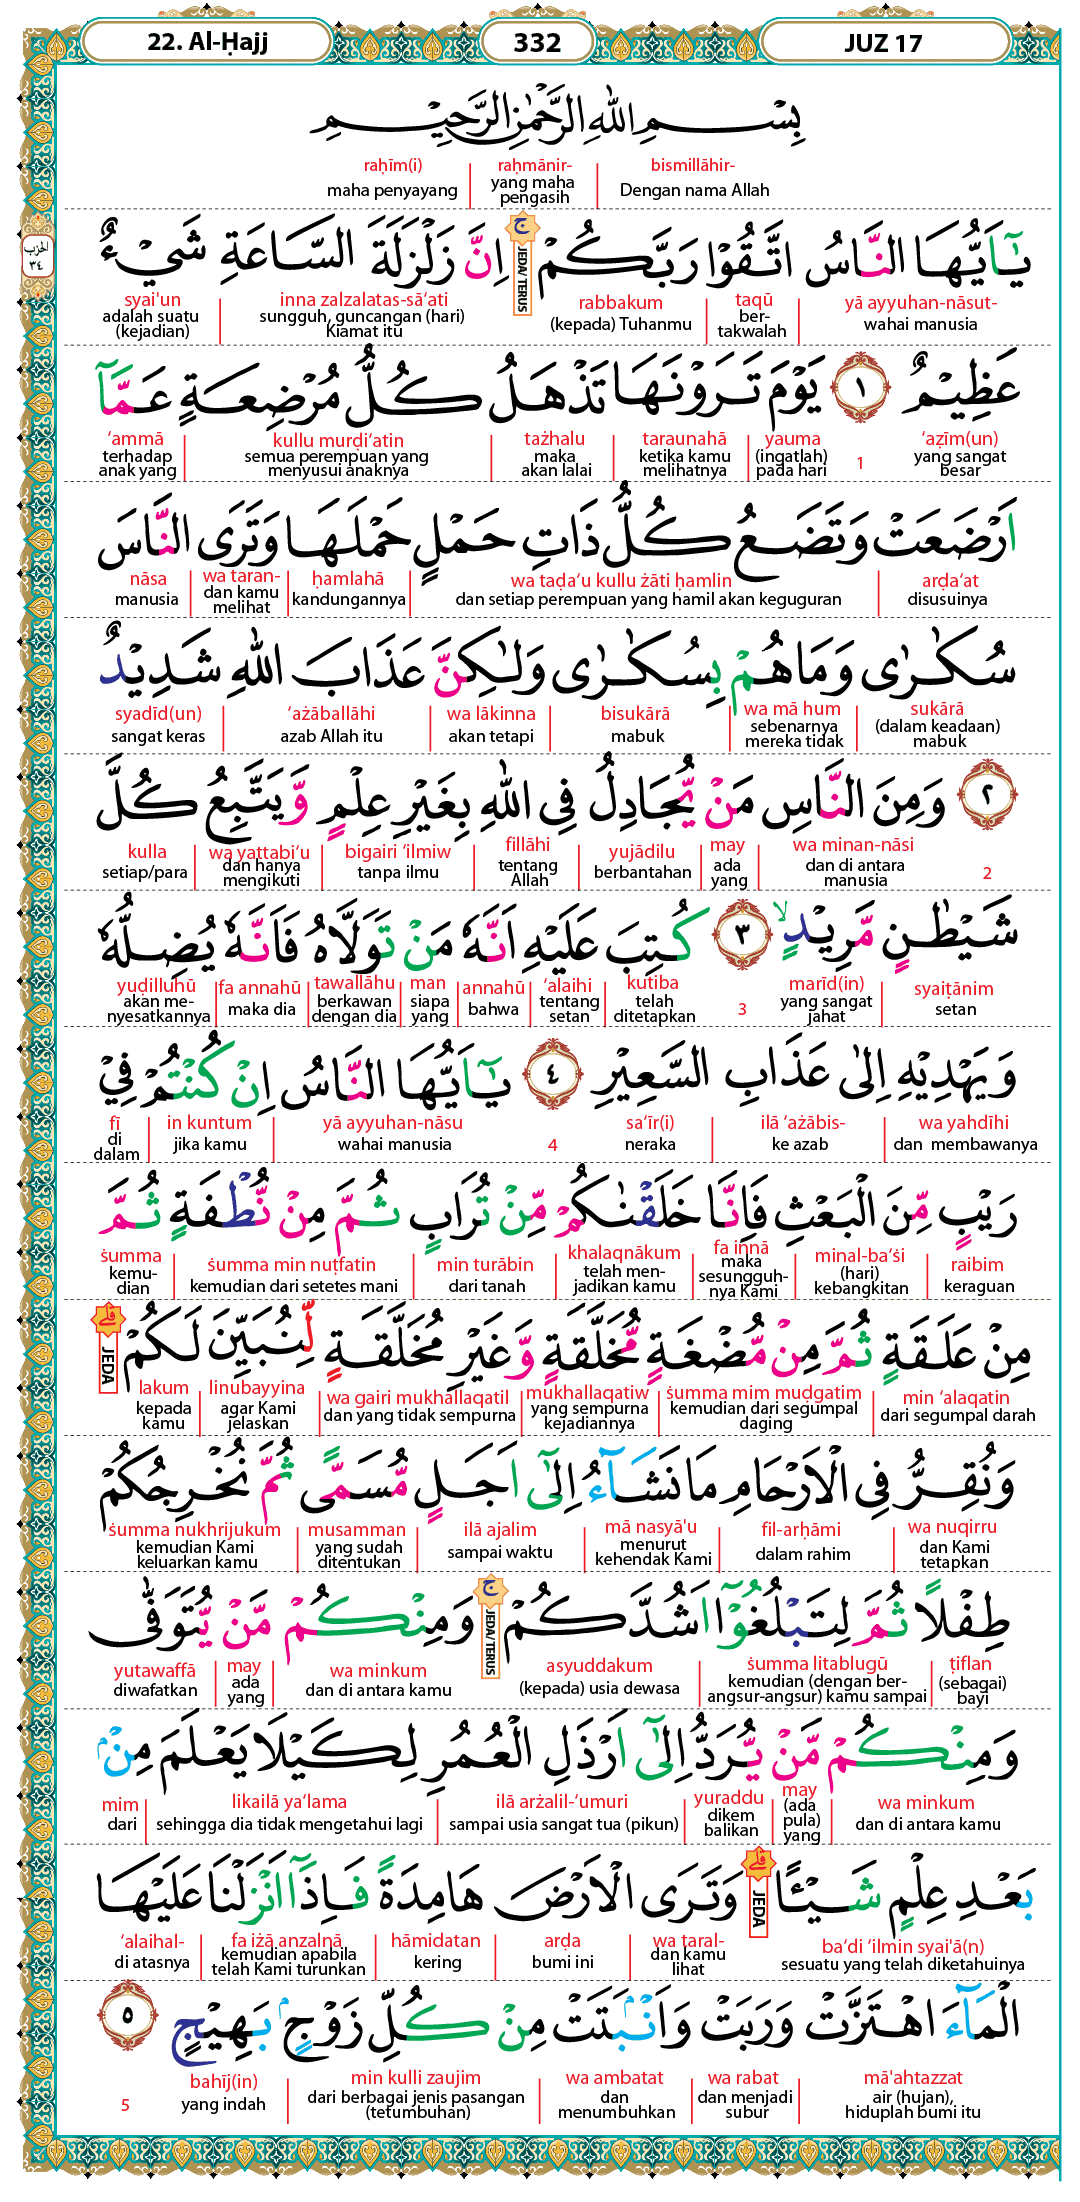 22. Al-Ḥajj 332 JUZ 17
بِسْمِ اللّٰهِ الرَّحْمٰنِ الرَّحِيْمِ
bismillāhir- raḥmānir- raḥīm(i)
Dengan nama Allah yang maha pengasih maha penyayang
الحزب ٣٤
يٰٓاَيُّهَا النَّاسُ اتَّقُوْا رَبَّكُمْ ۚ اِنَّ زَلْزَلَةَ السَّاعَةِ شَيْءٌ
JEDA/ TERUS
yā ayyuhan-nāsut- taqū rabbakum inna zalzalatas-sā‘ati syai'un
wahai manusia ber-takwalah (kepada) Tuhanmu sungguh, guncangan (hari) Kiamat itu adalah suatu (kejadian)
عَظِيْمٌ ١ يَوْمَ تَرَوْنَهَا تَذْهَلُ كُلُّ مُرْضِعَةٍ عَمَّآ
‘aẓīm(un) 1 yauma taraunahā tażhalu kullu murḍi‘atin ‘ammā
yang sangat besar (ingatlah) pada hari ketika kamu melihatnya maka akan lalai semua perempuan yang menyusui anaknya terhadap anak yang
اَرْضَعَتْ وَتَضَعُ كُلُّ ذَاتِ حَمْلٍ حَمْلَهَا وَتَرَى النَّاسَ
arḍa‘at wa taḍa‘u kullu żāti ḥamlin ḥamlahā wa taran- nāsa
disusuinya dan setiap perempuan yang hamil akan keguguran kandungannya dan kamu melihat manusia
سُكٰرٰى وَمَا هُمْ بِسُكٰرٰى وَلٰكِنَّ عَذَابَ اللّٰهِ شَدِيْدٌ
sukārā wa mā hum bisukārā wa lākinna ‘ażāballāhi syadīd(un)
(dalam keadaan) mabuk sebenarnya mereka tidak mabuk akan tetapi azab Allah itu sangat keras
٢ وَمِنَ النَّاسِ مَنْ يُّجَادِلُ فِى اللّٰهِ بِغَيْرِ عِلْمٍ وَّيَتَّبِعُ كُلَّ
2 wa minan-nāsi may yujādilu fillāhi bigairi ‘ilmiw wa yattabi‘u kulla
dan di antara manusia ada yang berbantahan tentang Allah tanpa ilmu dan hanya mengikuti setiap/para
شَيْطٰنٍ مَّرِيْدٍ ۙ ٣ كُتِبَ عَلَيْهِ اَنَّهٗ مَنْ تَوَلَّاهُ فَاَنَّهٗ يُضِلُّهٗ
syaiṭānim marīd(in) 3 kutiba ‘alaihi annahū man tawallāhu fa annahū yuḍilluhū
setan yang sangat jahat telah ditetapkan tentang setan bahwa siapa yang berkawan dengan dia maka dia akan me-nyesatkannya
وَيَهْدِيْهِ اِلٰى عَذَابِ السَّعِيْرِ ٤ يٰٓاَيُّهَا النَّاسُ اِنْ كُنْتُمْ فِيْ
wa yahdīhi ilā ‘ażābis- sa‘īr(i) 4 yā ayyuhan-nāsu in kuntum fī
dan membawanya ke azab neraka wahai manusia jika kamu di dalam
رَيْبٍ مِّنَ الْبَعْثِ فَاِنَّا خَلَقْنٰكُمْ مِّنْ تُرَابٍ ثُمَّ مِنْ نُّطْفَةٍ ثُمَّ
raibim minal-ba‘ṡi fa innā khalaqnākum min turābin ṡumma min nuṭfatin ṡumma
keraguan (hari) kebangkitan maka sesungguh-nya Kami telah men-jadikan kamu dari tanah kemudian dari setetes mani kemu-dian
مِنْ عَلَقَةٍ ثُمَّ مِنْ مُّضْغَةٍ مُّخَلَّقَةٍ وَّغَيْرِ مُخَلَّقَةٍ لِّنُبَيِّنَ لَكُمْ ۗ
JEDA
min ‘alaqatin ṡumma mim muḍgatim mukhallaqatiw wa gairi mukhallaqatil linubayyina lakum
dari segumpal darah kemudian dari segumpal daging yang sempurna kejadiannya dan yang tidak sempurna agar Kami jelaskan kepada kamu
وَنُقِرُّ فِى الْاَرْحَامِ مَا نَشَاۤءُ اِلٰٓى اَجَلٍ مُّسَمًّى ثُمَّ نُخْرِجُكُمْ
wa nuqirru fil-arḥāmi mā nasyā'u ilā ajalim musamman ṡumma nukhrijukum
dan Kami tetapkan dalam rahim menurut kehendak Kami sampai waktu yang sudah ditentukan kemudian Kami keluarkan kamu
طِفْلًا ثُمَّ لِتَبْلُغُوْٓا اَشُدَّكُمْ ۚ وَمِنْكُمْ مَّنْ يُّتَوَفّٰى
JEDA/TERUS
ṭiflan ṡumma litablugū asyuddakum wa minkum may yutawaffā
(sebagai) bayi kemudian (dengan ber-angsur-angsur) kamu sampai (kepada) usia dewasa dan di antara kamu ada yang diwafatkan
وَمِنْكُمْ مَّنْ يُّرَدُّ اِلٰٓى اَرْذَلِ الْعُمُرِ لِكَيْلَا يَعْلَمَ مِنْۢ
wa minkum may yuraddu ilā arżalil-‘umuri likailā ya‘lama mim
dan di antara kamu (ada pula) yang dikem balikan sampai usia sangat tua (pikun) sehingga dia tidak mengetahui lagi dari
بَعْدِ عِلْمٍ شَيْـًٔا ۗ وَتَرَى الْاَرْضَ هَامِدَةً فَاِذَآ اَنْزَلْنَا عَلَيْهَا
JEDA
ba‘di ‘ilmin syai'ā(n) wa taral- arḍa hāmidatan fa iżā anzalnā ‘alaihal-
sesuatu yang telah diketahuinya dan kamu lihat bumi ini kering kemudian apabila telah Kami turunkan di atasnya
الْمَاۤءَ اهْتَزَّتْ وَرَبَتْ وَاَنْۢبَتَتْ مِنْ كُلِّ زَوْجٍۢ بَهِيْجٍ ٥
mā'ahtazzat wa rabat wa ambatat min kulli zaujim bahīj(in) 5
air (hujan), hiduplah bumi itu dan menjadi subur dan menumbuhkan dari berbagai jenis pasangan (tetumbuhan) yang indah